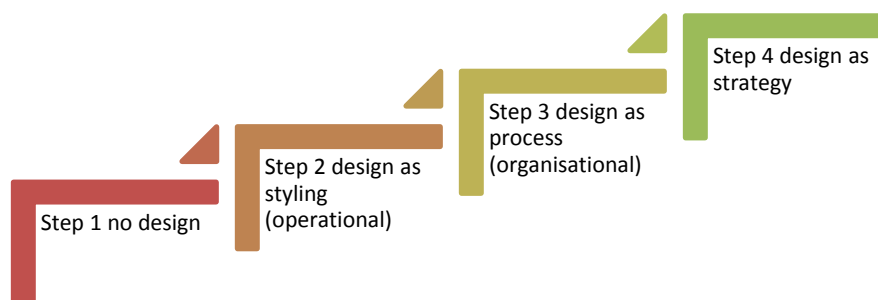 Step 1 no design
Step 2 design as
styling
(operational)
Step 3 design as
process
(organisational)
Step 4 design as
strategy